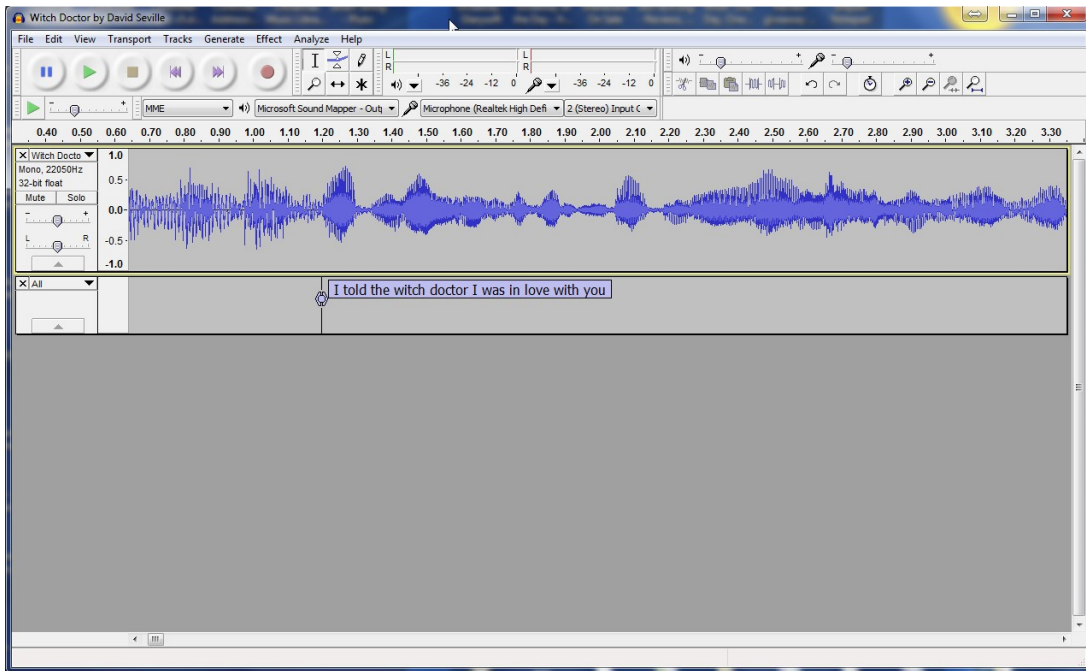 Witch Doctor by David Seville
File Edit View Transport Tracks Generate Effect Analyze Help
L L
R R
-36 -24 -12 0 -36 -24 -12 0
MME Microsoft Sound Mapper - Outp Microphone (Realtek High Defi 2 (Stereo) Input C
0.40 0.50 0.60 0.70 0.80 0.90 1.00 1.10 1.20 1.30 1.40 1.50 1.60 1.70 1.80 1.90 2.00 2.10 2.20 2.30 2.40 2.50 2.60 2.70 2.80 2.90 3.00 3.10 3.20 3.30
Witch Docto 1.0
Mono, 22050Hz
32-bit float 0.5
Mute Solo
- + 0.0
L R -0.5
-1.0
All
I told the witch doctor I was in love with you